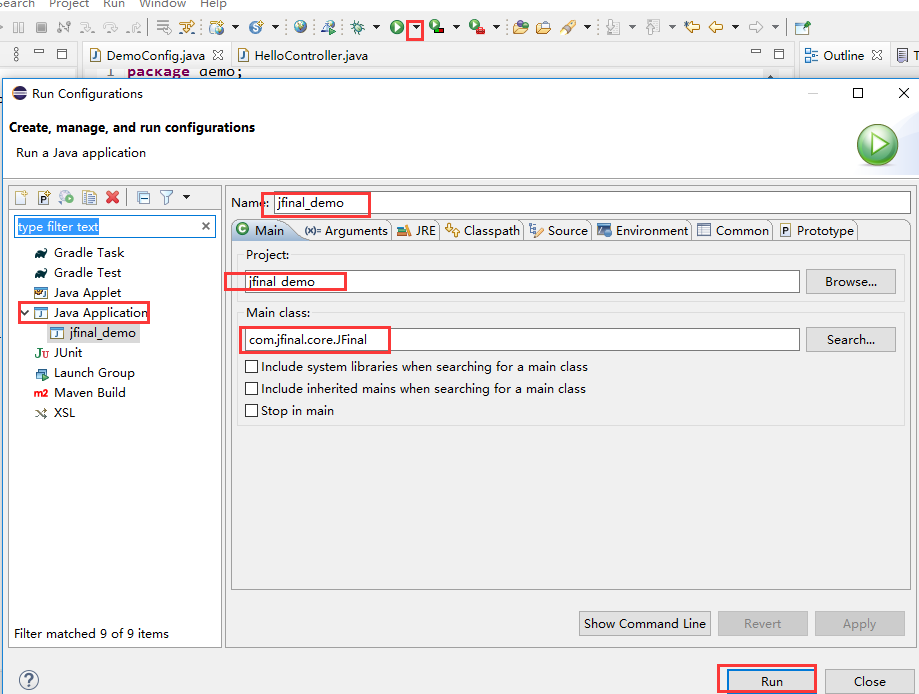 Search Project Run Window Help
DemoConfig.java HelloController.java Outline
1 package demo;
Run Configurations
Create, manage, and run configurations
Run a Java application
Name: jfinal_demo
type filter text
Main (x)= Arguments JRE Classpath Source Environment Common Prototype
Gradle Task
Gradle Test
Java Applet
Java Application
jfinal_demo
JUnit
Launch Group
Maven Build
XSL
Project:
jfinal_demo Browse...
Main class:
com.jfinal.core.JFinal Search...
Include system libraries when searching for a main class
Include inherited mains when searching for a main class
Stop in main
Show Command Line Revert Apply
Filter matched 9 of 9 items
Run Close